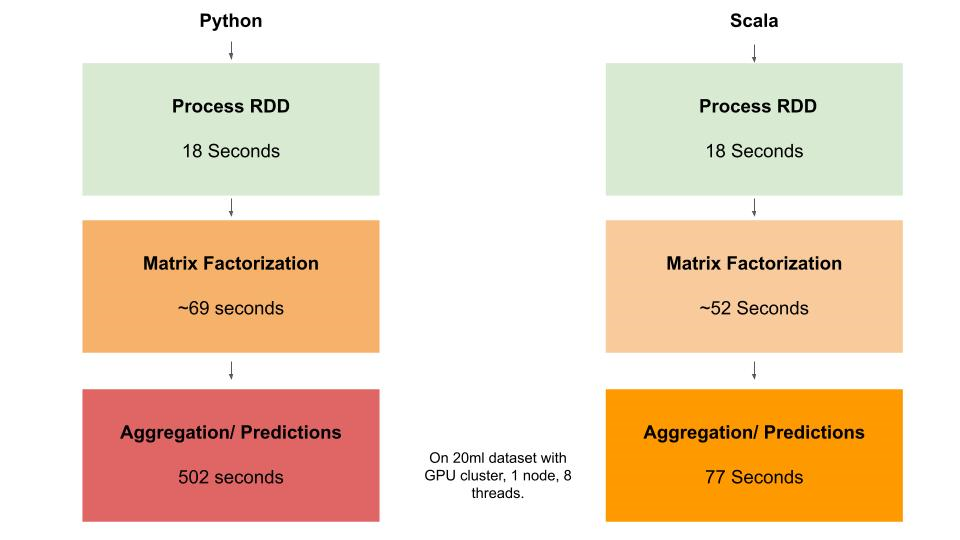 Python
Process RDD
18 Seconds
Matrix Factorization
~69 seconds
Aggregation/ Predictions
502 seconds
On 20ml dataset with
GPU cluster, 1 node, 8
threads.
Scala
Process RDD
18 Seconds
Matrix Factorization
~52 Seconds
Aggregation/ Predictions
77 Seconds